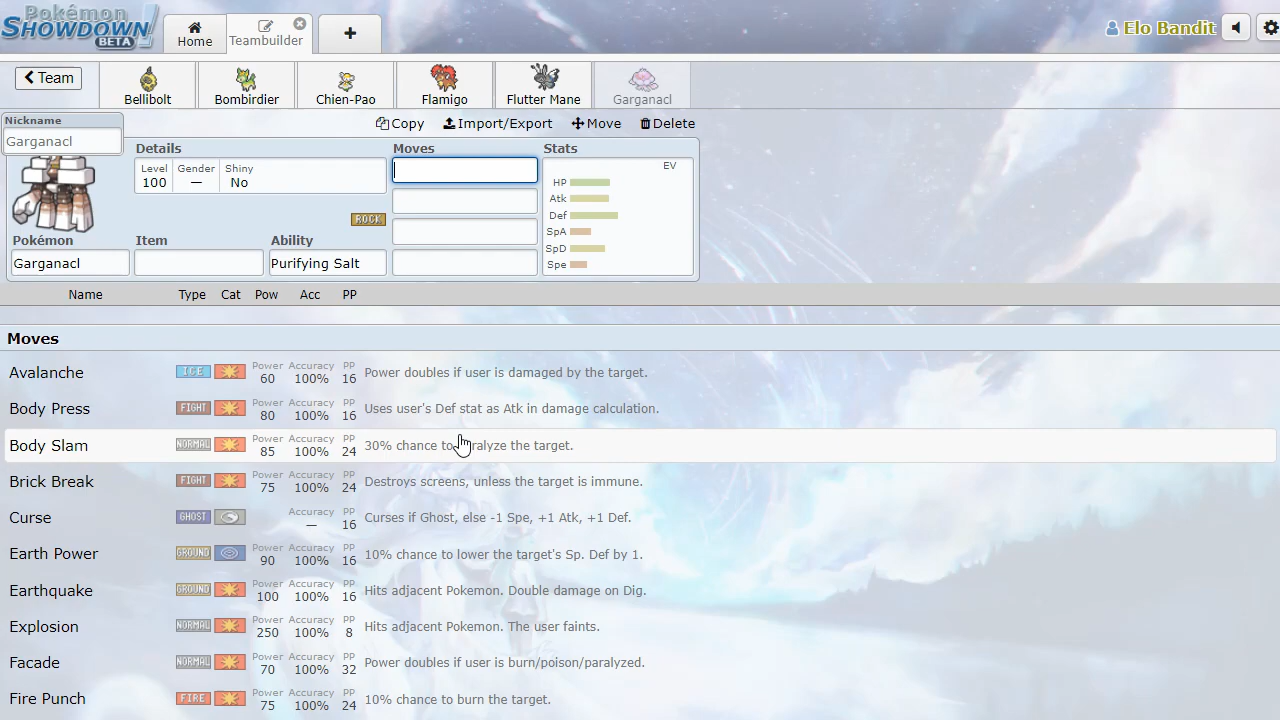 Pokémon
SHOWDOWN!
BETA
Home
Teambuilder
Elo Bandit
Team
Bellibolt
Bombirdier
Chien-Pao
Flamigo
Flutter Mane
Garganacl
Nickname
Garganacl
Copy
Import/Export
Move
Delete
Details
Moves
Stats
Level
Gender
Shiny
100
—
No
EV
HP
Atk
Def
SpA
SpD
Spe
ROCK
Pokémon
Item
Ability
Garganacl
Purifying Salt
Name Type Cat Pow Acc PP
Moves
Avalanche ICE Power 60 Accuracy 100% PP 16 Power doubles if user is damaged by the target.
Body Press FIGHT Power 80 Accuracy 100% PP 16 Uses user's Def stat as Atk in damage calculation.
Body Slam NORMAL Power 85 Accuracy 100% PP 24 30% chance to ralyze the target.
Brick Break FIGHT Power 75 Accuracy 100% PP 24 Destroys screens, unless the target is immune.
Curse GHOST Accuracy — PP 16 Curses if Ghost, else -1 Spe, +1 Atk, +1 Def.
Earth Power GROUND Power 90 Accuracy 100% PP 16 10% chance to lower the target's Sp. Def by 1.
Earthquake GROUND Power 100 Accuracy 100% PP 16 Hits adjacent Pokemon. Double damage on Dig.
Explosion NORMAL Power 250 Accuracy 100% PP 8 Hits adjacent Pokemon. The user faints.
Facade NORMAL Power 70 Accuracy 100% PP 32 Power doubles if user is burn/poison/paralyzed.
Fire Punch FIRE Power 75 Accuracy 100% PP 24 10% chance to burn the target.